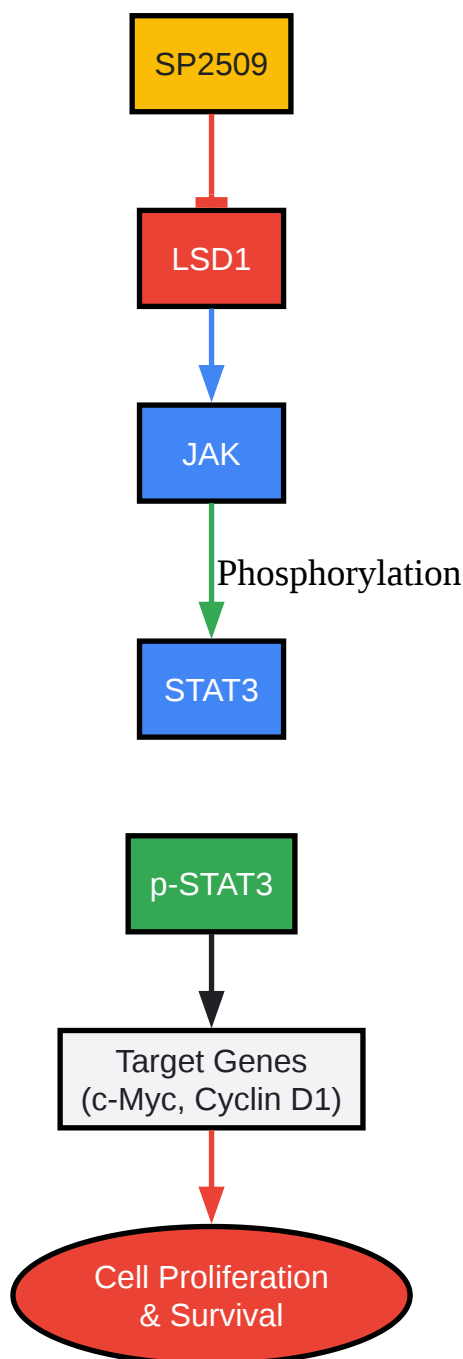 SP2509
LSD1
JAK
Phosphorylation
STAT3
p-STAT3
Target Genes
(c-Myc, Cyclin D1)
Cell Proliferation
& Survival